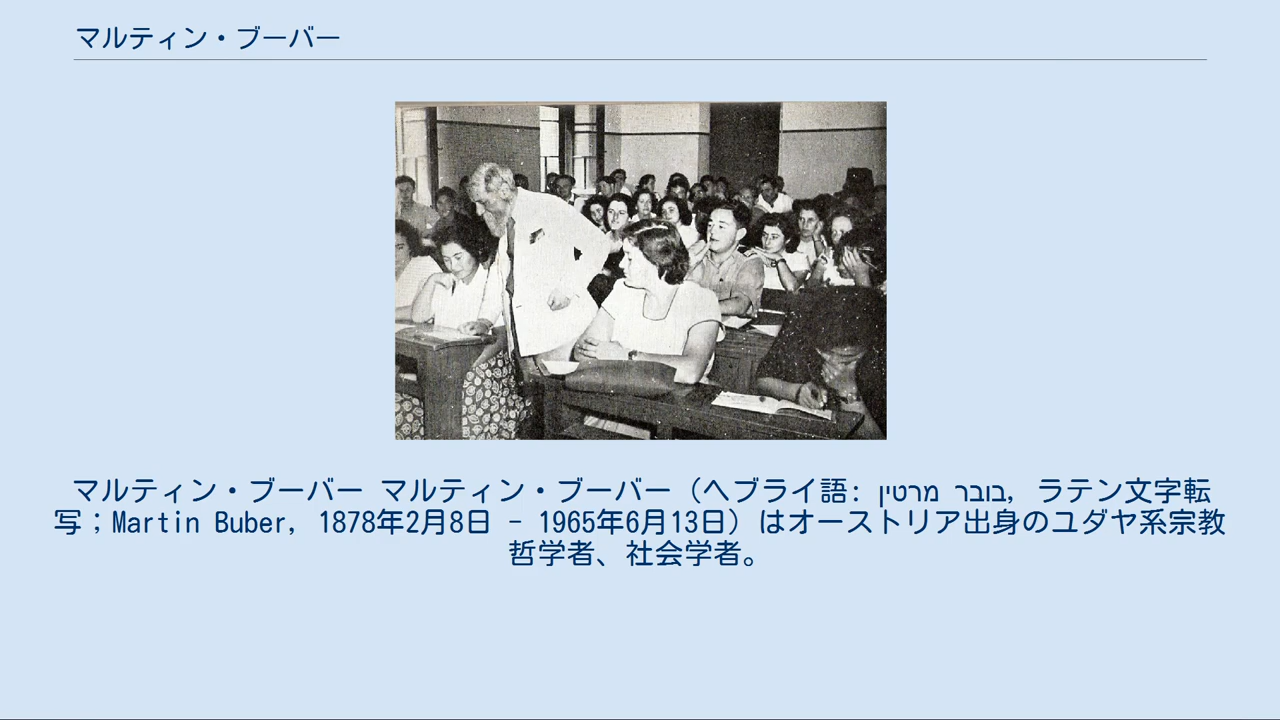 マルティン・ブーバー
マルティン・ブーバー マルティン・ブーバー（ヘブライ語: מרטין בובר, ラテン文字転
写；Martin Buber, 1878年2月8日 - 1965年6月13日）はオーストリア出身のユダヤ系宗教
哲学者、社会学者。